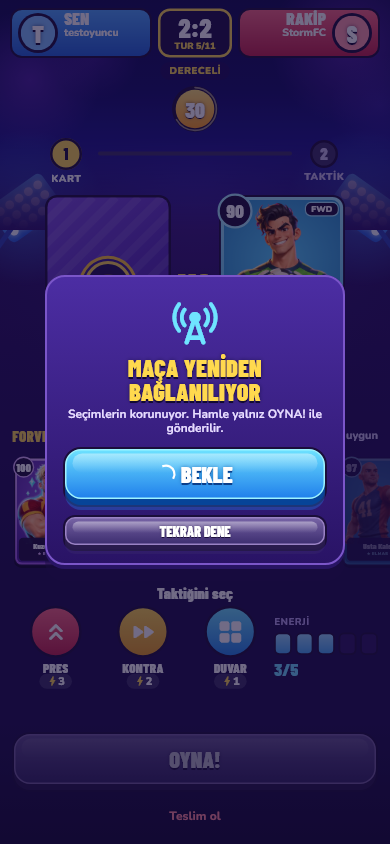 T
SEN
testoyuncu
2:2
TUR 5/11
RAKİP
StormFC
S
DERECELİ
30
1
2
KART
TAKTİK
90
FWD
MAÇA YENİDEN
BAĞLANILIYOR
Seçimlerin korunuyor. Hamle yalnız OYNA! ile
gönderilir.
BEKLE
TEKRAR DENE
uygun
100
97
Taktiğini seç
ENERJİ
PRES
KONTRA
DUVAR
3/5
3
2
1
OYNA!
Teslim ol